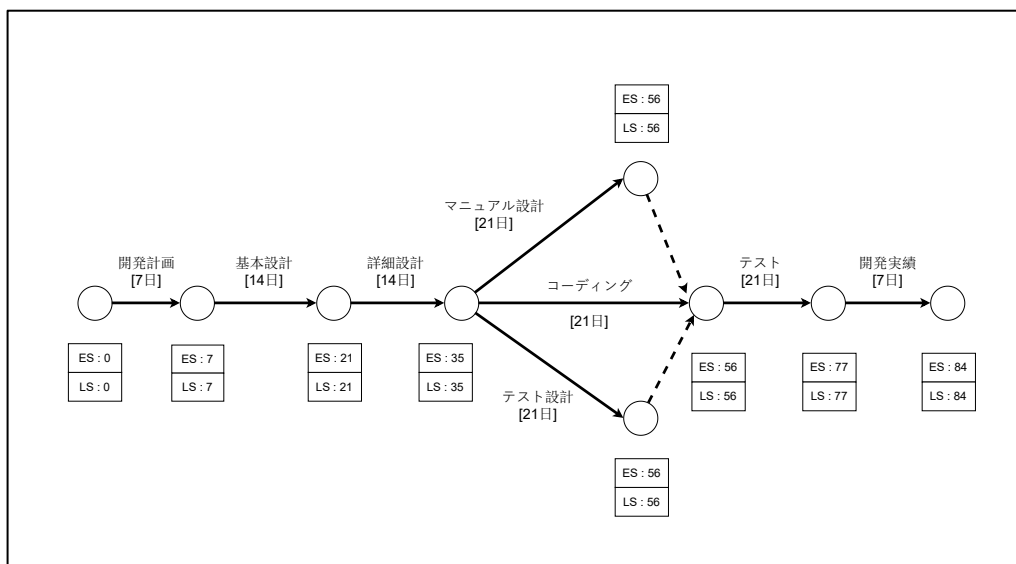 ES : 56
LS : 56
マニュアル設計
[21日]
開発計画
[7日]
基本設計
[14日]
詳細設計
[14日]
コーディング
[21日]
テスト
[21日]
開発実績
[7日]
ES : 0
LS : 0
ES : 7
LS : 7
ES : 21
LS : 21
ES : 35
LS : 35
テスト設計
[21日]
ES : 56
LS : 56
ES : 77
LS : 77
ES : 84
LS : 84
ES : 56
LS : 56